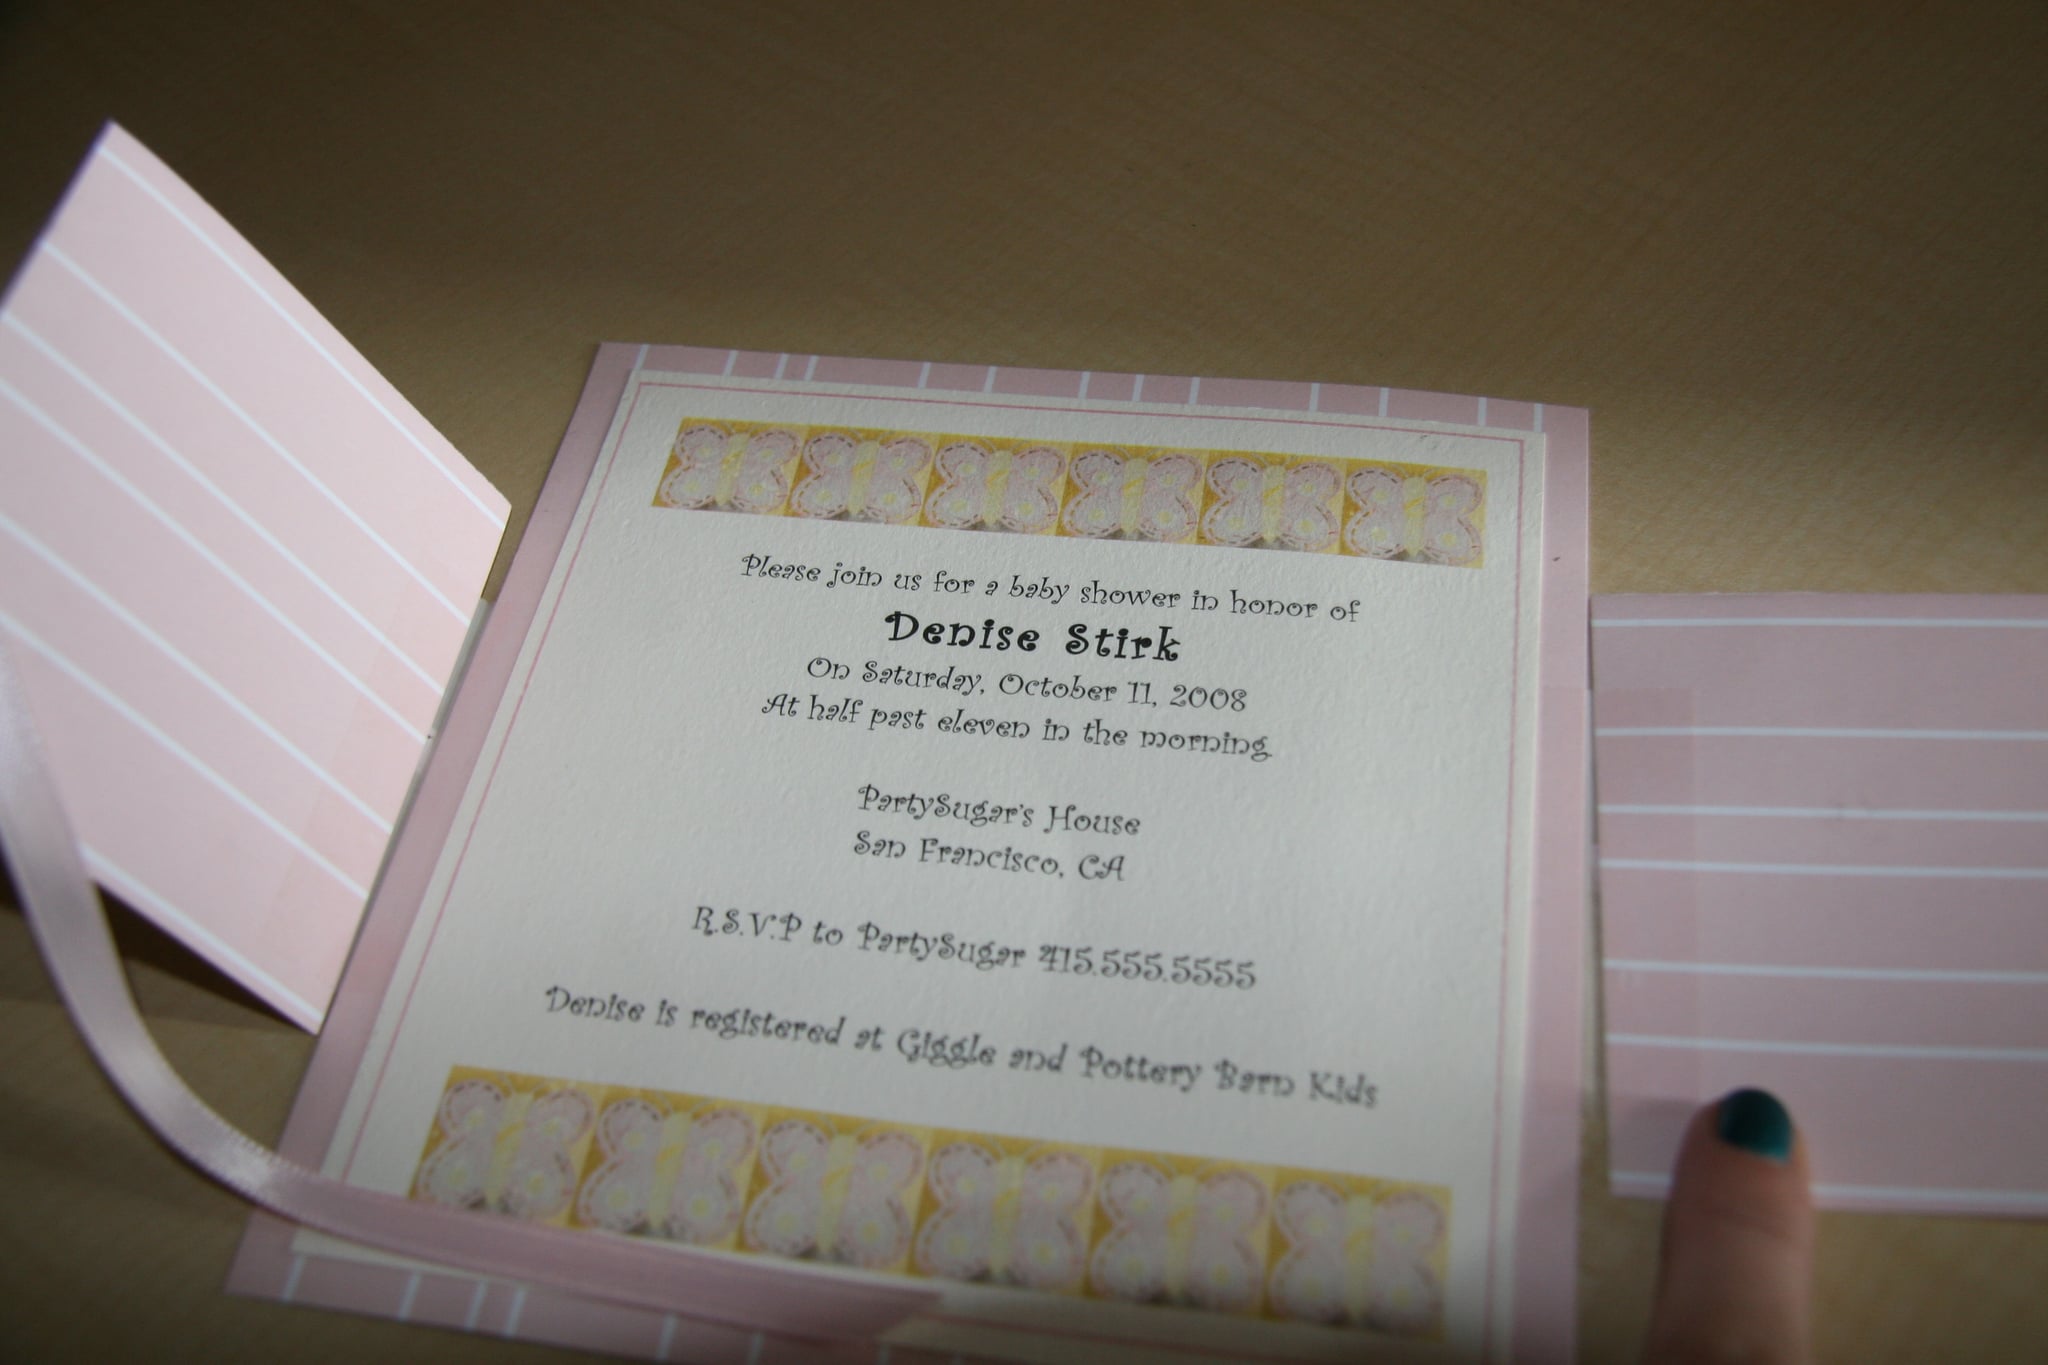 Please join us for a baby shower in honor of
Denise Stirk
On Saturday, October 11, 2008
At half past eleven in the morning
PartySugar's House
San Francisco, CA
R.S.V.P to PartySugar 415.555.5555
Denise is registered at Giggle and Pottery Barn Kids